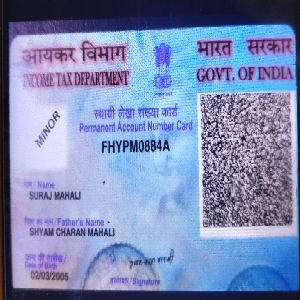 आयकर विभाग
INCOME TAX DEPARTMENT
भारत सरकार
GOVT. OF INDIA
MINOR
स्थायी लेखा संख्या कार्ड
Permanent Account Number Card
FHYPM0884A
नाम/ Name
SURAJ MAHALI
पिता का नाम/ Father's Name
SHYAM CHARAN MAHALI
जन्म की तारीख/
Date of Birth
02/03/2005
हस्ताक्षर/ Signature